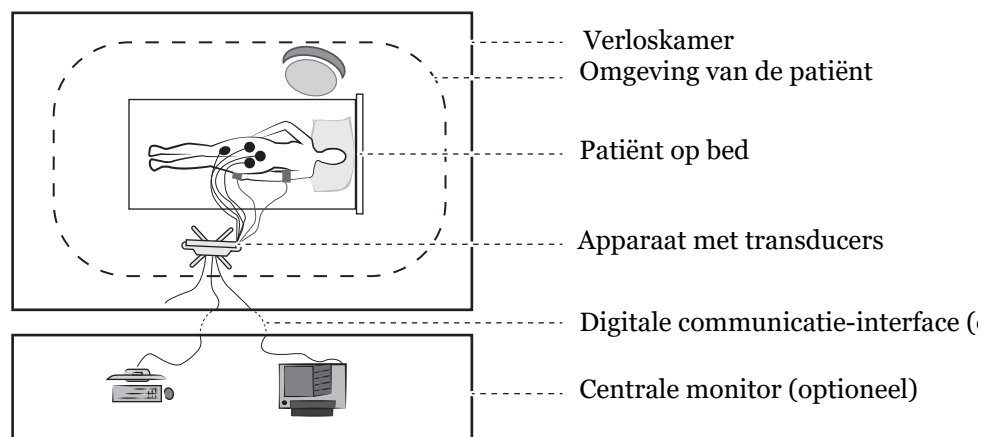 Verloskamer
Omgeving van de patiënt
Patiënt op bed
Apparaat met transducers
Digitale communicatie-interface (
Centrale monitor (optioneel)